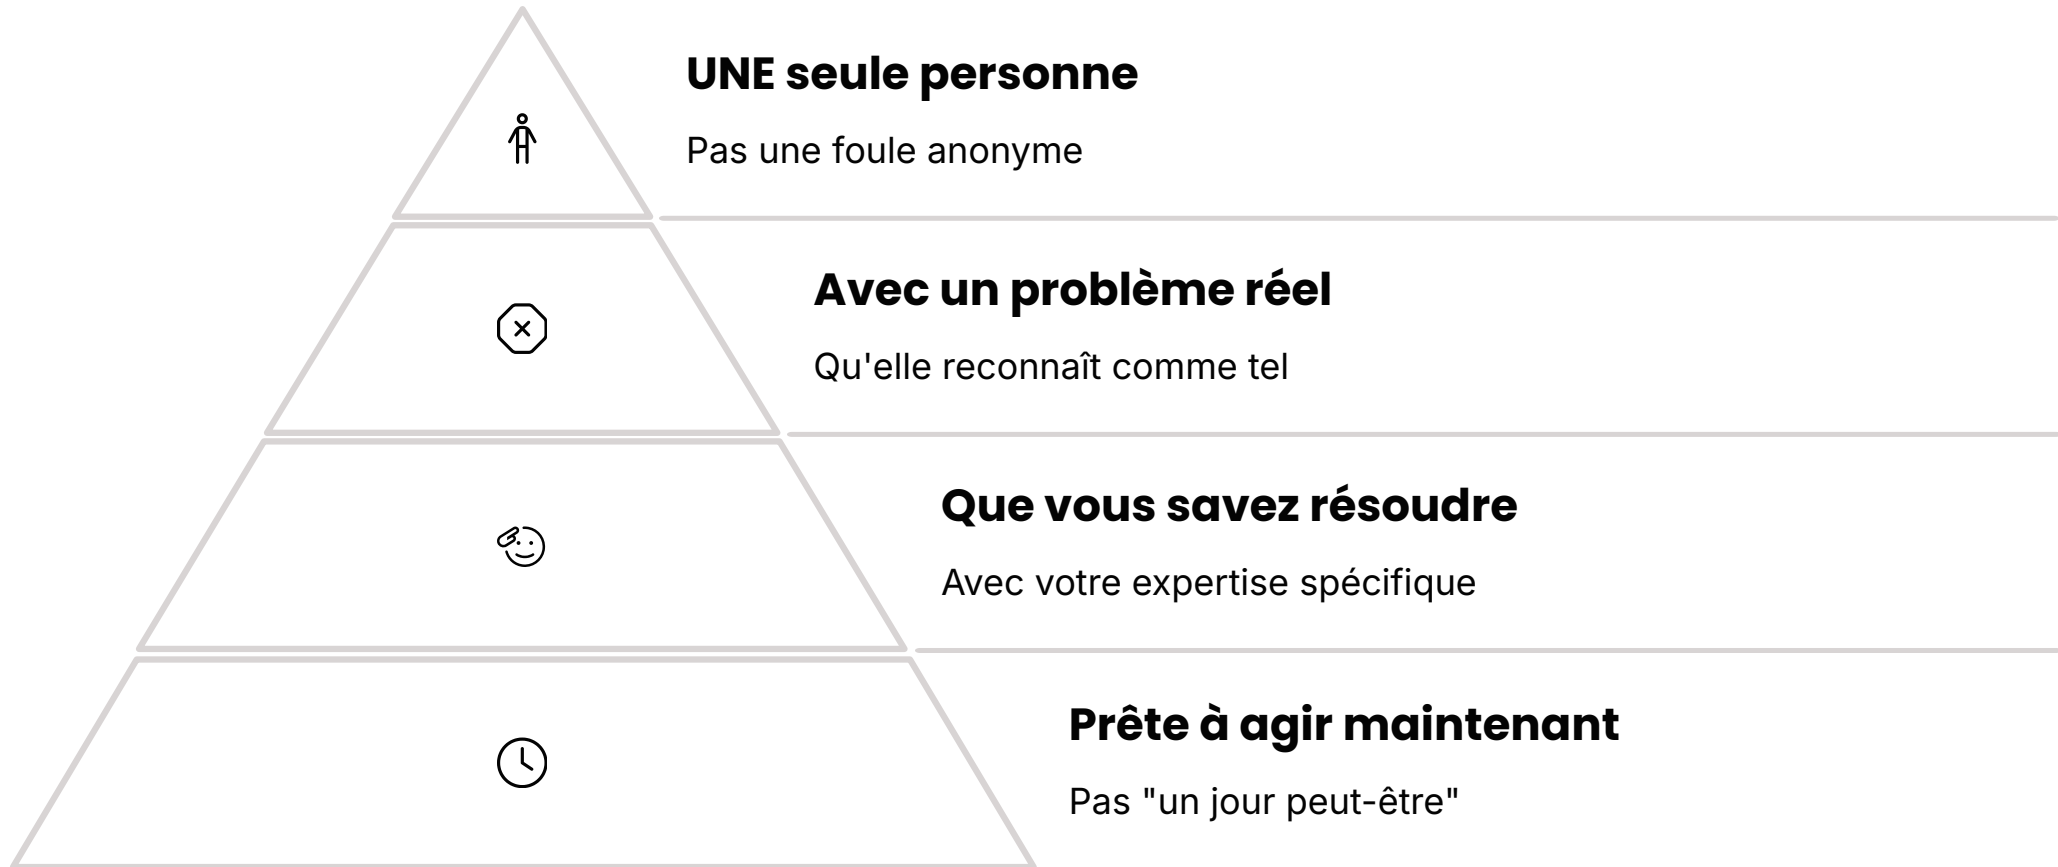 UNE seule personne
Pas une foule anonyme
Avec un problème réel
Qu'elle reconnaît comme tel
Que vous savez résoudre
Avec votre expertise spécifique
Prête à agir maintenant
Pas "un jour peut-être"